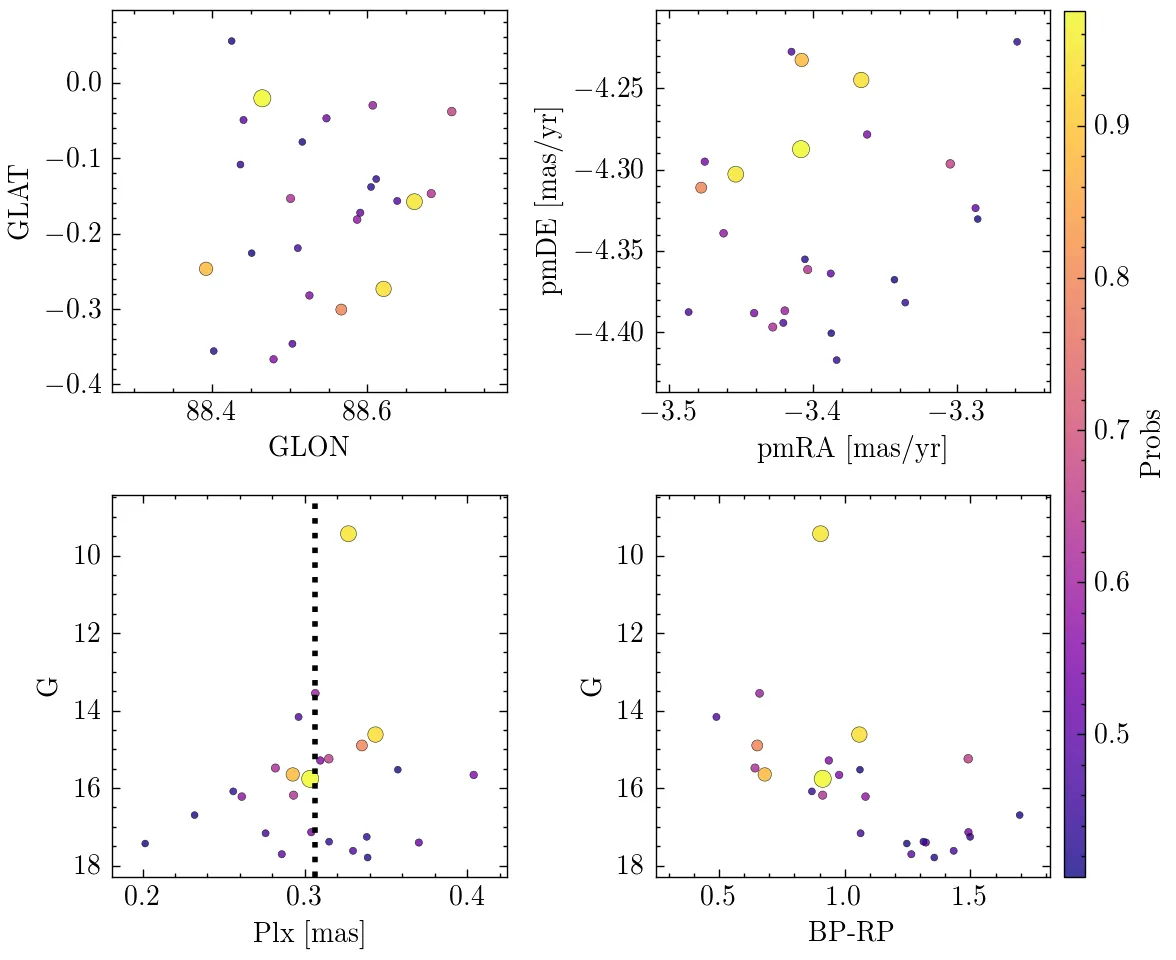 0.0
−0.1
−0.2
−0.3
−0.4
GLAT
88.4 88.6
GLON
−4.25
−4.30
−4.35
−4.40
pmDE [mas/yr]
−3.5 −3.4 −3.3
pmRA [mas/yr]
10
12
14
16
18
G
0.2 0.3 0.4
Plx [mas]
10
12
14
16
18
G
0.5 1.0 1.5
BP-RP
0.9
0.8
0.7
0.6
0.5
Probs